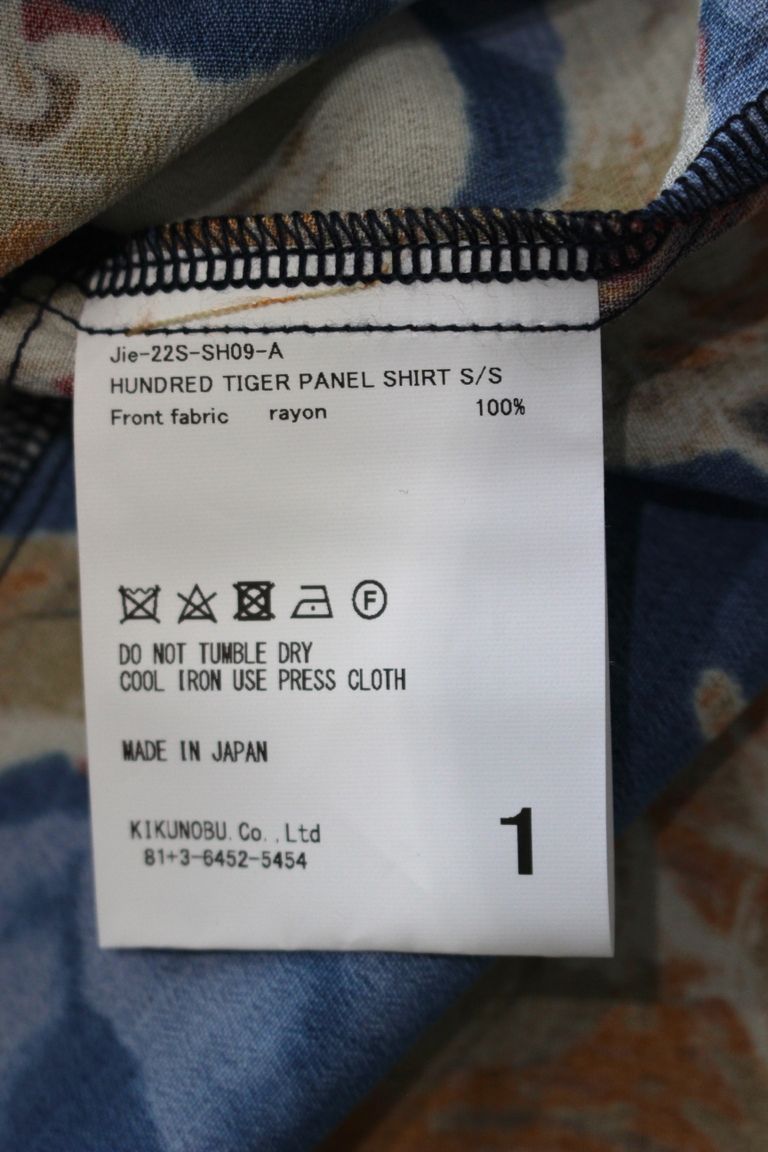 Jie-22S-SH09-A
HUNDRED TIGER PANEL SHIRT S/S
Front fabric rayon 100%
F
DO NOT TUMBLE DRY
COOL IRON USE PRESS CLOTH
MADE IN JAPAN
KIKUNOBU.Co.,Ltd
81+3-6452-5454
1